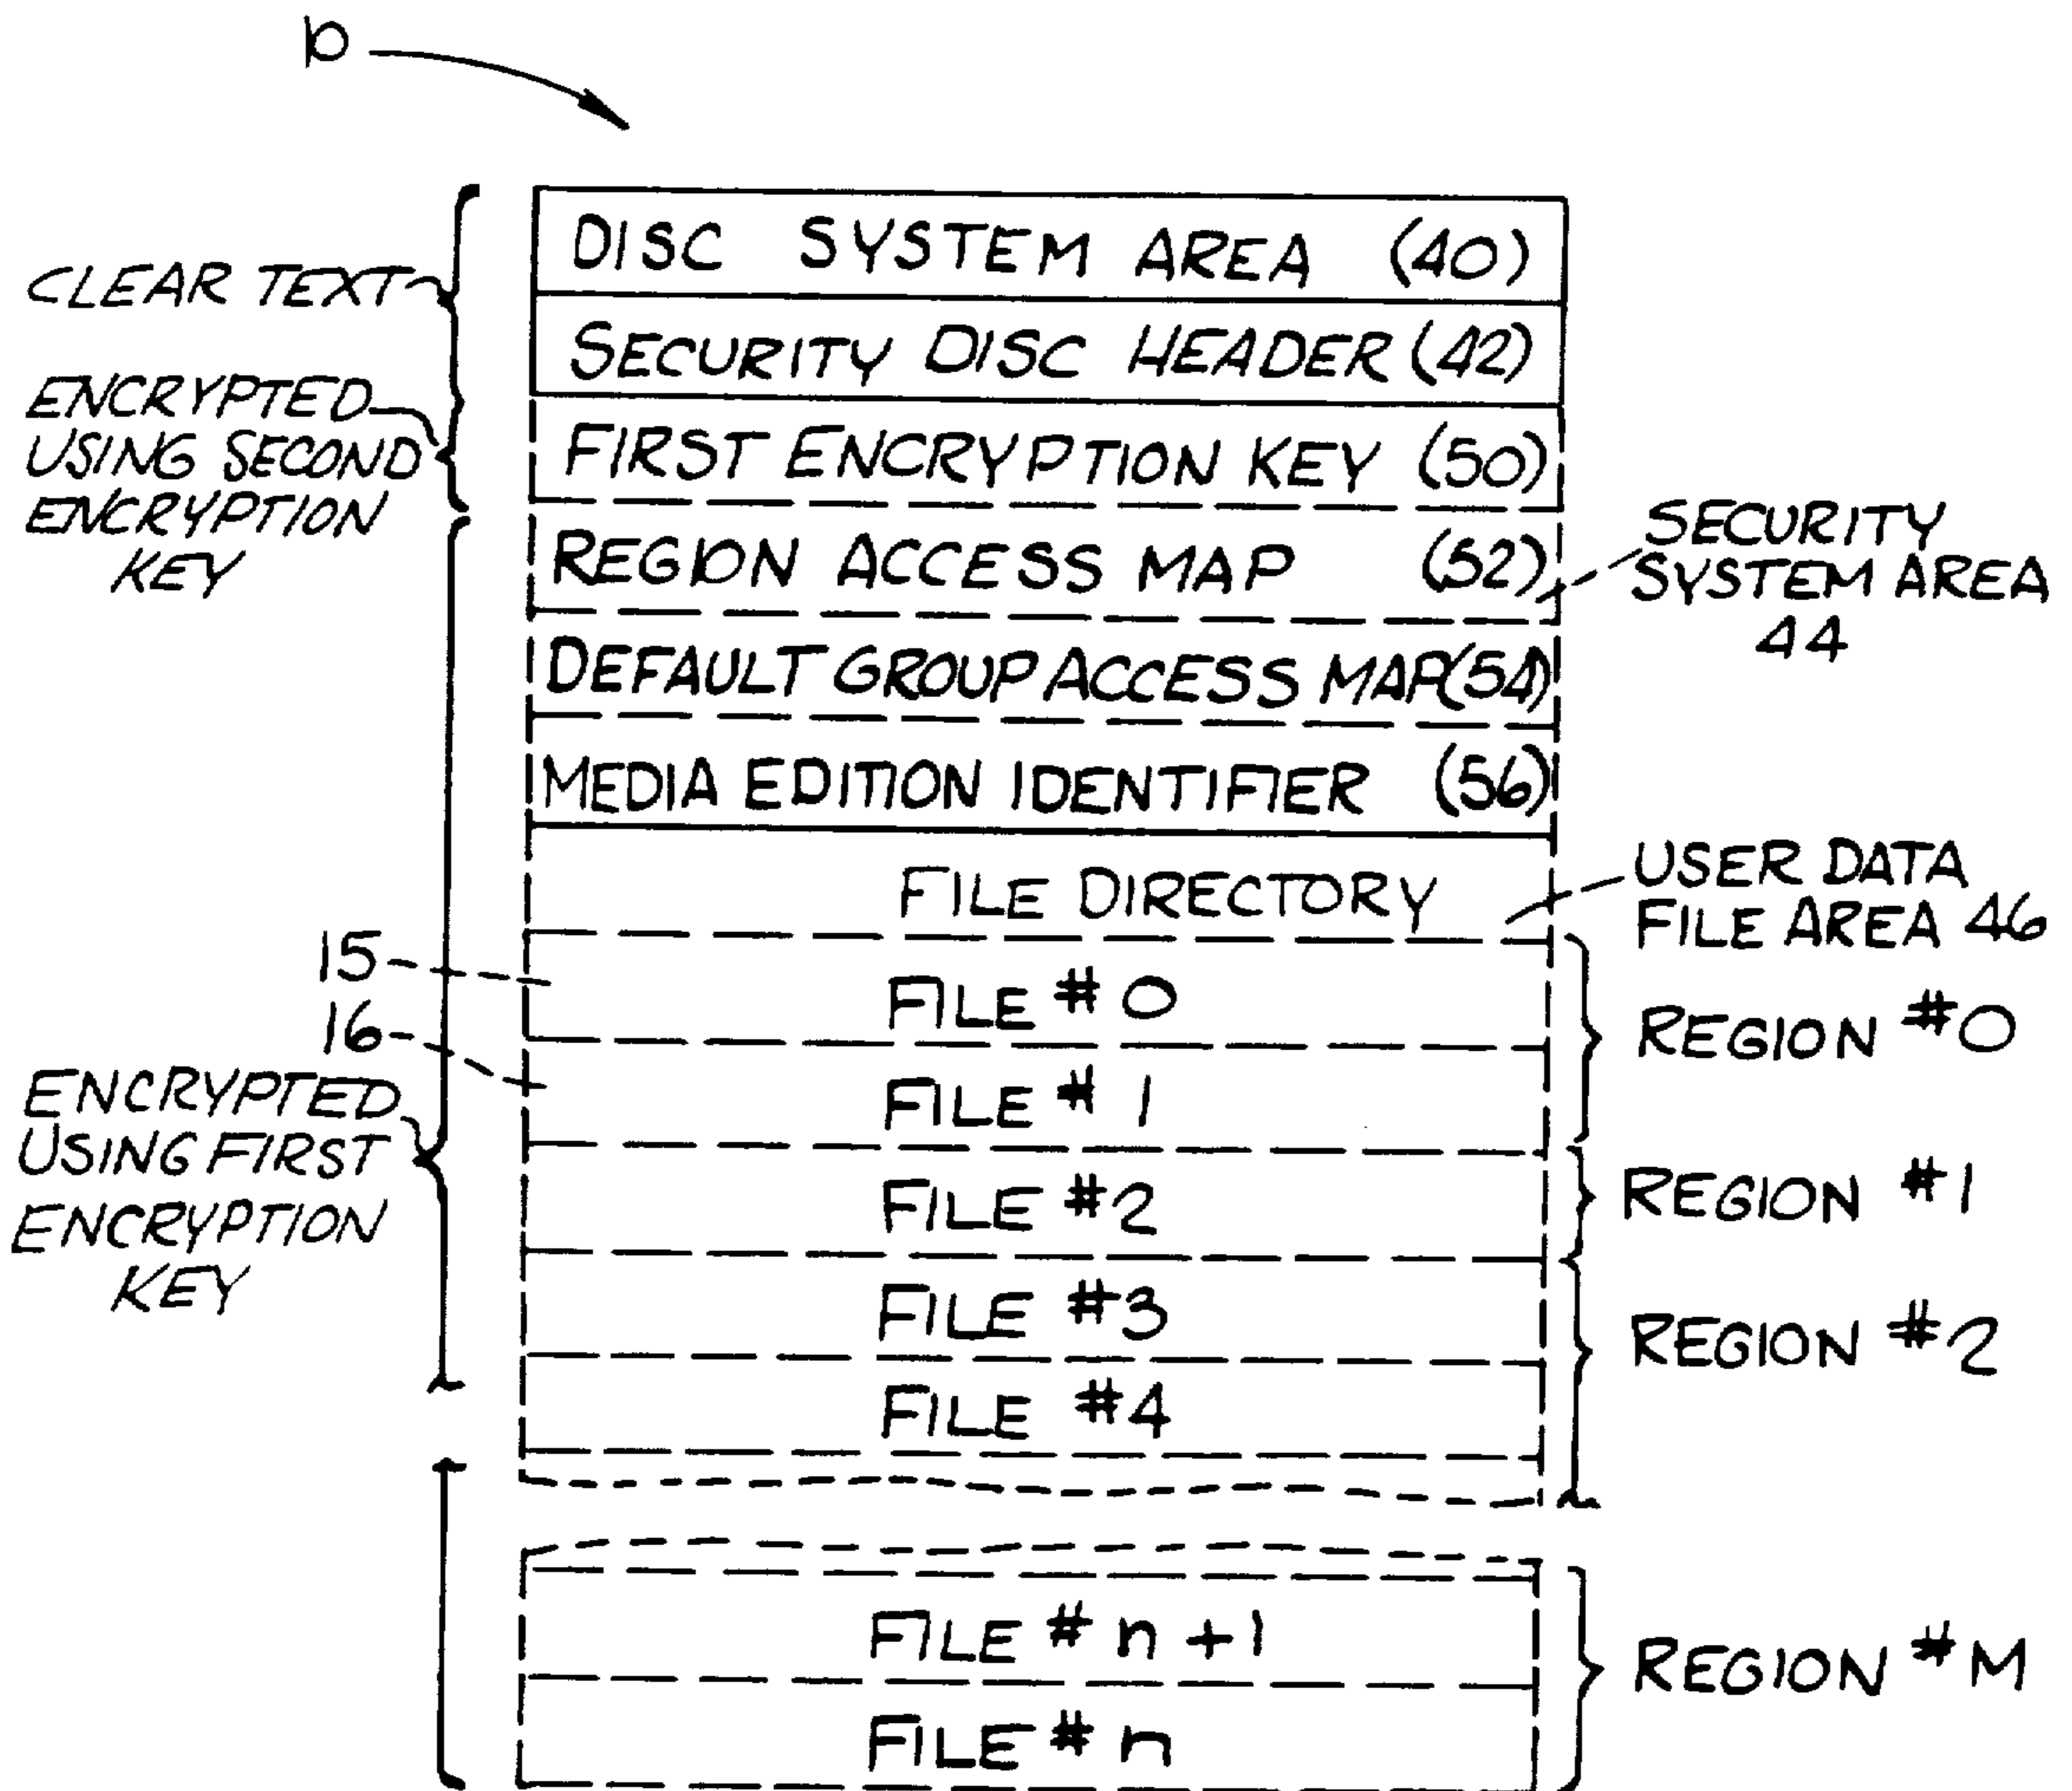 10
DISC SYSTEM AREA (40)
CLEAR TEXT
SECURITY DISC HEADER (42)
ENCRYPTED
USING SECOND
ENCRYPTION
KEY
FIRST ENCRYPTION KEY (50)
REGION ACCESS MAP (52)
SECURITY
SYSTEM AREA
44
DEFAULT GROUP ACCESS MAP (54)
MEDIA EDITION IDENTIFIER (56)
FILE DIRECTORY
USER DATA
FILE AREA 46
15
FILE # 0
16
REGION #0
FILE # 1
ENCRYPTED
USING FIRST
ENCRYPTION
KEY
FILE #2
REGION #1
FILE #3
REGION #2
FILE #4
FILE # n +1
REGION #M
FILE # n